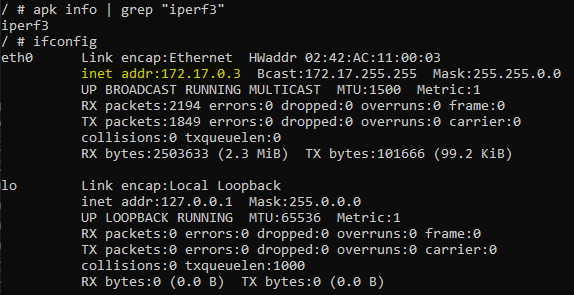 / # apk info | grep "iperf3"
iperf3
/ # ifconfig
eth0      Link encap:Ethernet  HWaddr 02:42:AC:11:00:03
          inet addr:172.17.0.3  Bcast:172.17.255.255  Mask:255.255.0.0
          UP BROADCAST RUNNING MULTICAST  MTU:1500  Metric:1
          RX packets:2194 errors:0 dropped:0 overruns:0 frame:0
          TX packets:1849 errors:0 dropped:0 overruns:0 carrier:0
          collisions:0 txqueuelen:0
          RX bytes:2503633 (2.3 MiB)  TX bytes:101666 (99.2 KiB)

lo        Link encap:Local Loopback
          inet addr:127.0.0.1  Mask:255.0.0.0
          UP LOOPBACK RUNNING  MTU:65536  Metric:1
          RX packets:0 errors:0 dropped:0 overruns:0 frame:0
          TX packets:0 errors:0 dropped:0 overruns:0 carrier:0
          collisions:0 txqueuelen:1000
          RX bytes:0 (0.0 B)  TX bytes:0 (0.0 B)